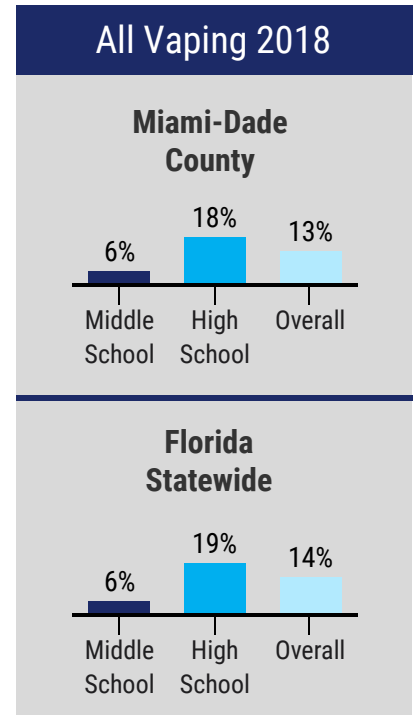 All Vaping 2018
Miami-Dade
County
6%
18%
13%
Middle
School
High
School
Overall
Florida
Statewide
6%
19%
14%
Middle
School
High
School
Overall